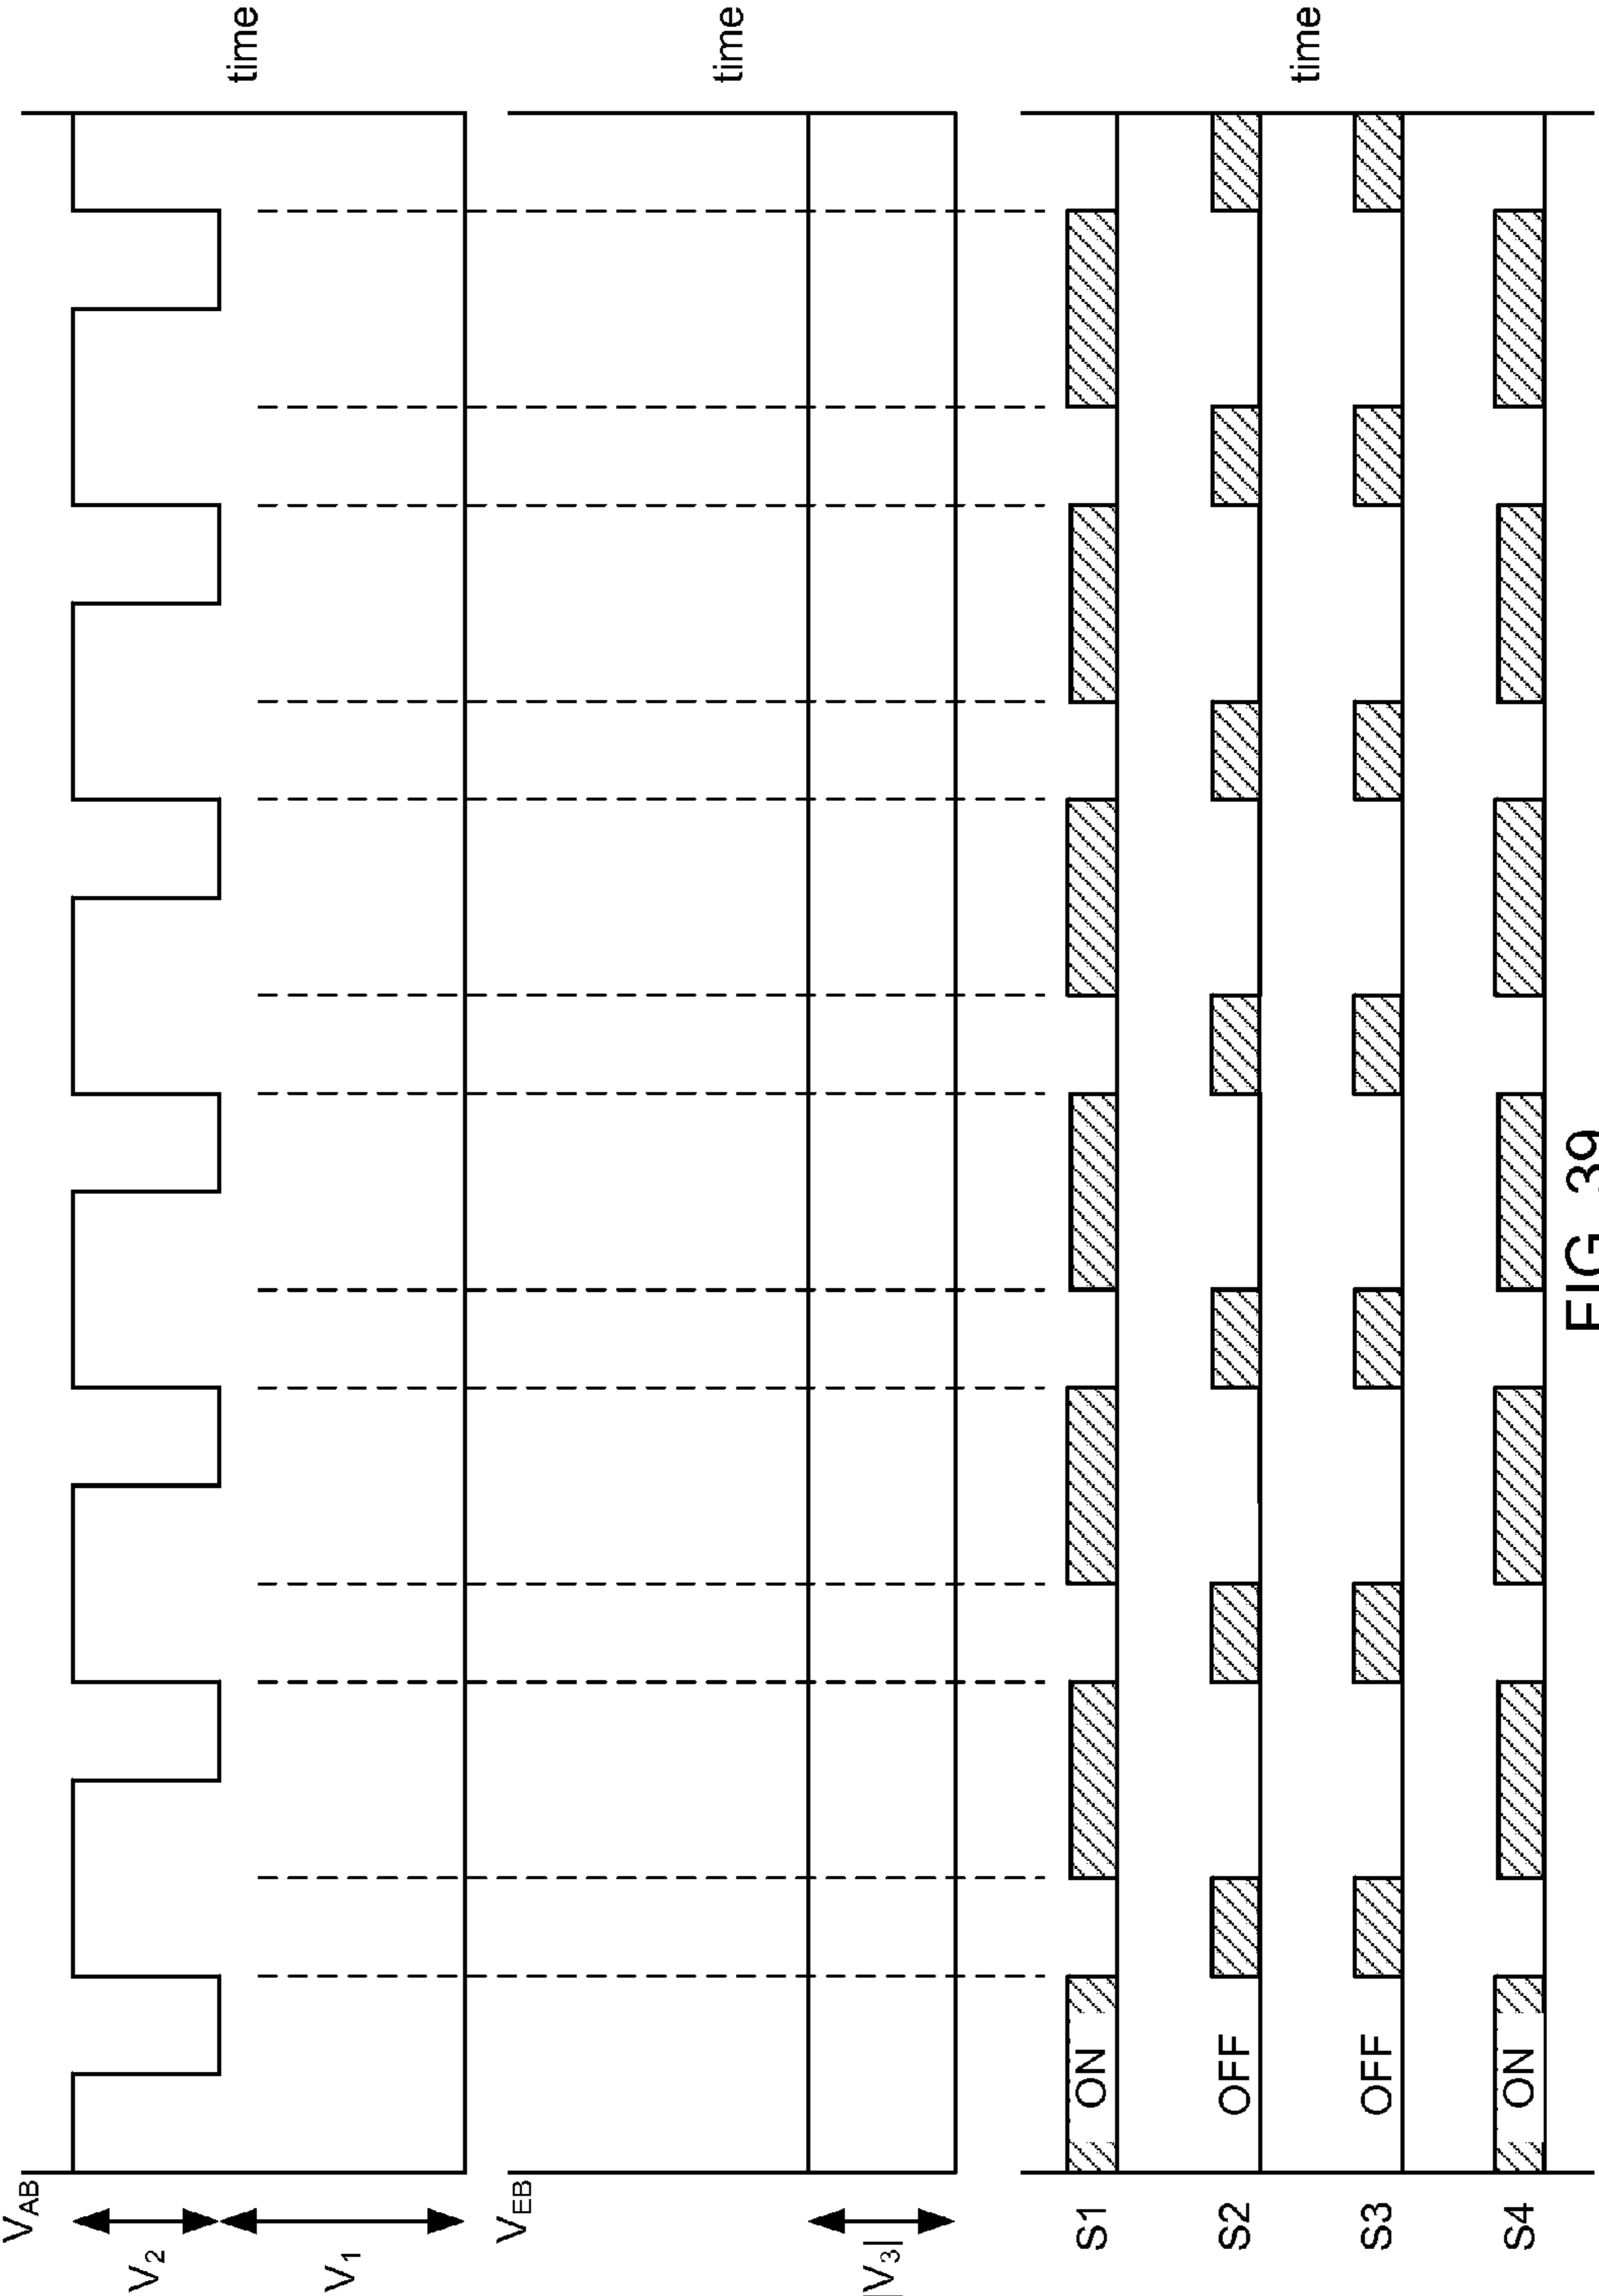 V_AB
V_2
V_1
time
V_EB
|V_3|
time
S1 ON
S2 OFF
S3 OFF
S4 ON
time
FIG. 39